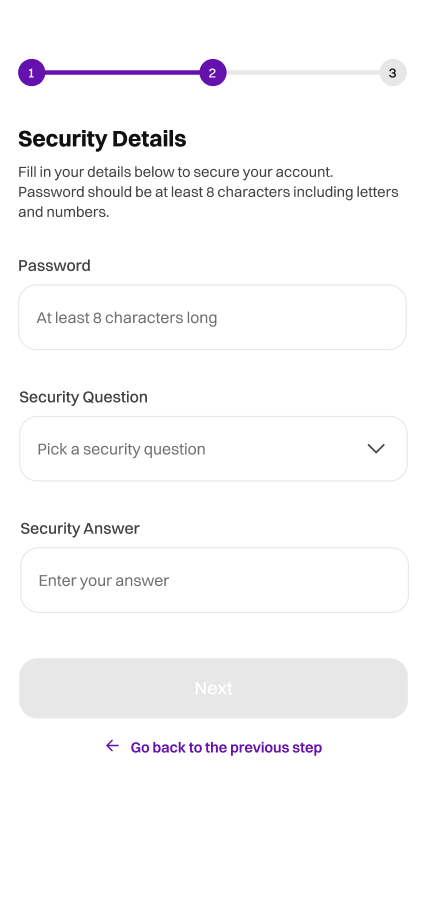 1 2 3
Security Details
Fill in your details below to secure your account.
Password should be at least 8 characters including letters
and numbers.
Password
At least 8 characters long
Security Question
Pick a security question
Security Answer
Enter your answer
Next
Go back to the previous step